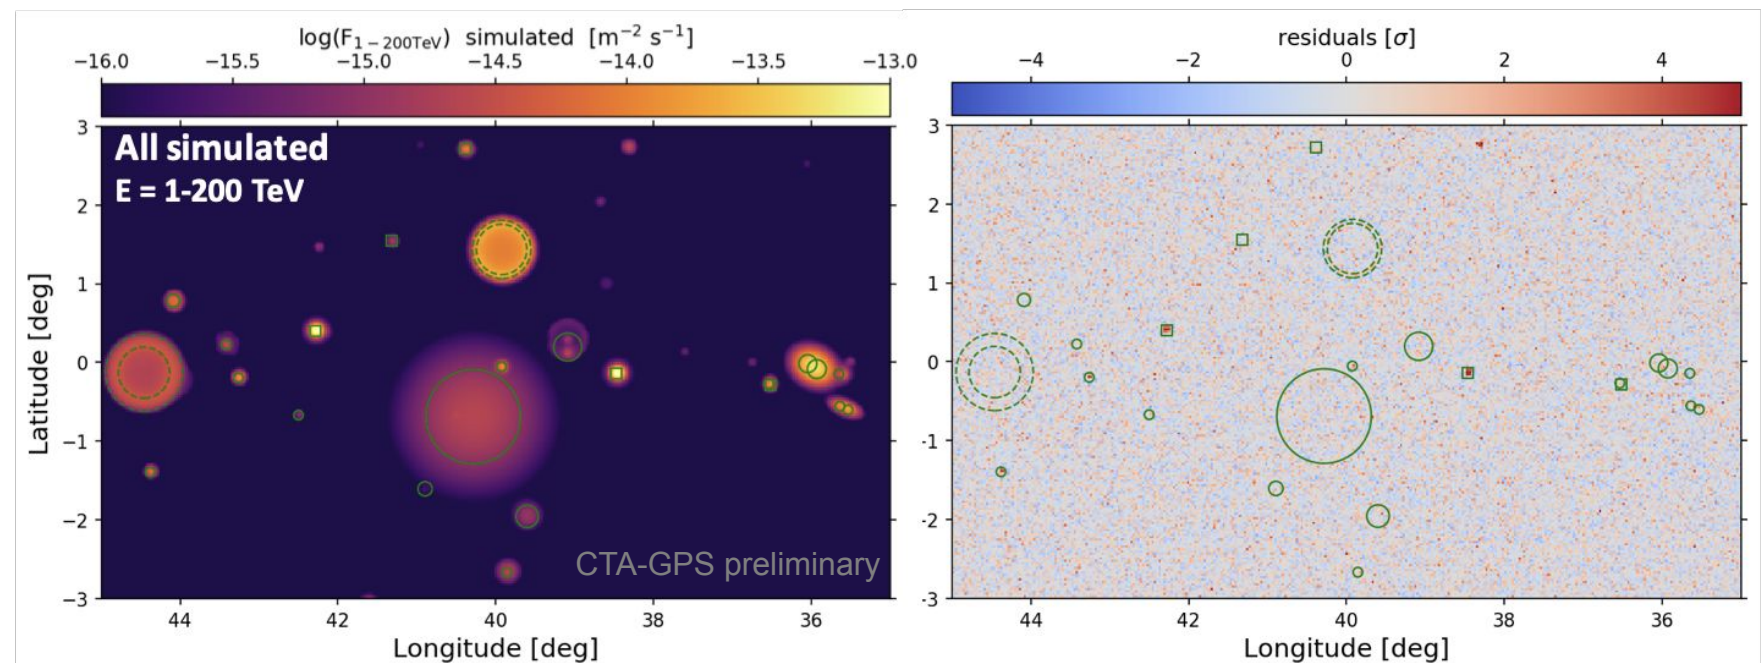 log(F1−200TeV) simulated [m−2 s−1]
−16.0 −15.5 −15.0 −14.5 −14.0 −13.5 −13.0
All simulated
E = 1-200 TeV
3
2
1
0
−1
−2
−3
Latitude [deg]
CTA-GPS preliminary
44 42 40 38 36
Longitude [deg]
residuals [σ]
−4 −2 0 2 4
3
2
1
0
-1
-2
-3
44 42 40 38 36
Longitude [deg]